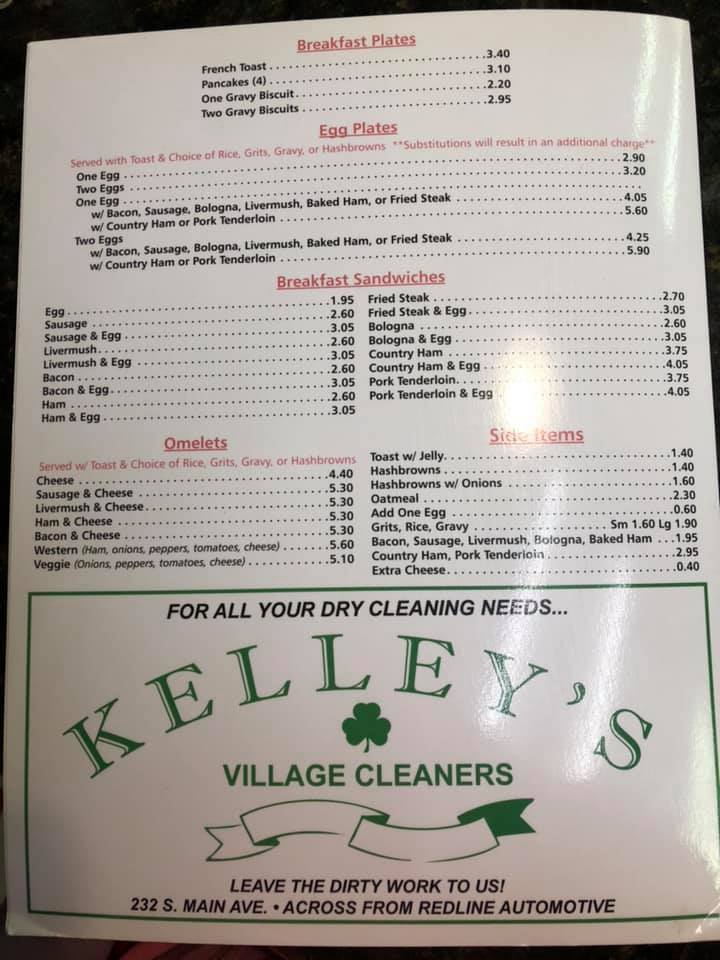 Breakfast Plates
French Toast 3.40
Pancakes (4) 3.10
One Gravy Biscuit 2.20
Two Gravy Biscuits 2.95
Egg Plates
Served with Toast & Choice of Rice, Grits, Gravy, or Hashbrowns **Substitutions will result in an additional charge**
One Egg 2.90
Two Eggs 3.20
One Egg
w/ Bacon, Sausage, Bologna, Livermush, Baked Ham, or Fried Steak 4.05
w/ Country Ham or Pork Tenderloin 5.60
Two Eggs
w/ Bacon, Sausage, Bologna, Livermush, Baked Ham, or Fried Steak 4.25
w/ Country Ham or Pork Tenderloin 5.90
Breakfast Sandwiches
Egg 1.95
Sausage 2.60
Sausage & Egg 3.05
Livermush 2.60
Livermush & Egg 3.05
Bacon 2.60
Bacon & Egg 3.05
Ham 2.60
Ham & Egg 3.05
Fried Steak 2.70
Fried Steak & Egg 3.05
Bologna 2.60
Bologna & Egg 3.05
Country Ham 3.75
Country Ham & Egg 4.05
Pork Tenderloin 3.75
Pork Tenderloin & Egg 4.05
Omelets
Served w/ Toast & Choice of Rice, Grits, Gravy, or Hashbrowns
Cheese 4.40
Sausage & Cheese 5.30
Livermush & Cheese 5.30
Ham & Cheese 5.30
Bacon & Cheese 5.30
Western (Ham, onions, peppers, tomatoes, cheese) 5.60
Veggie (Onions, peppers, tomatoes, cheese) 5.10
Side Items
Toast w/ Jelly 1.40
Hashbrowns 1.40
Hashbrowns w/ Onions 1.60
Oatmeal 2.30
Add One Egg 0.60
Grits, Rice, Gravy Sm 1.60 Lg 1.90
Bacon, Sausage, Livermush, Bologna, Baked Ham 1.95
Country Ham, Pork Tenderloin 2.95
Extra Cheese 0.40
FOR ALL YOUR DRY CLEANING NEEDS...
KELLEY'S
VILLAGE CLEANERS
LEAVE THE DIRTY WORK TO US!
232 S. MAIN AVE. • ACROSS FROM REDLINE AUTOMOTIVE